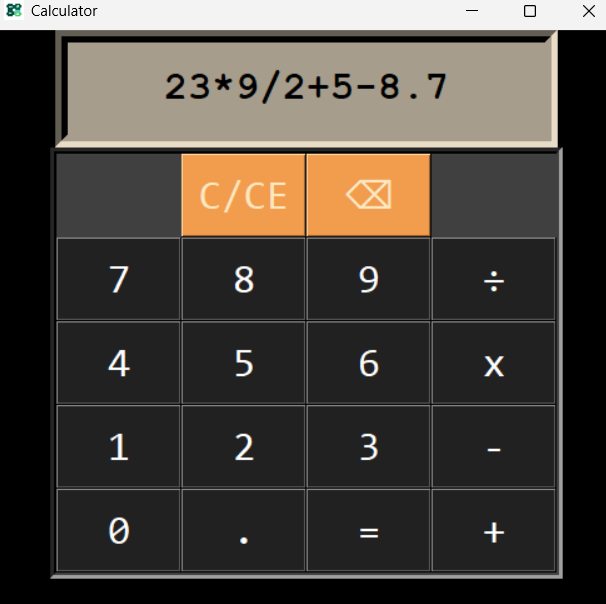 Calculator
23*9/2+5-8.7
C/CE ⌫
7 8 9 ÷
4 5 6 x
1 2 3 -
0 . = +